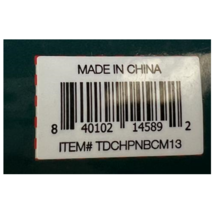 MADE IN CHINA
8 40102 14589 2
ITEM# TDCHPNBCM13